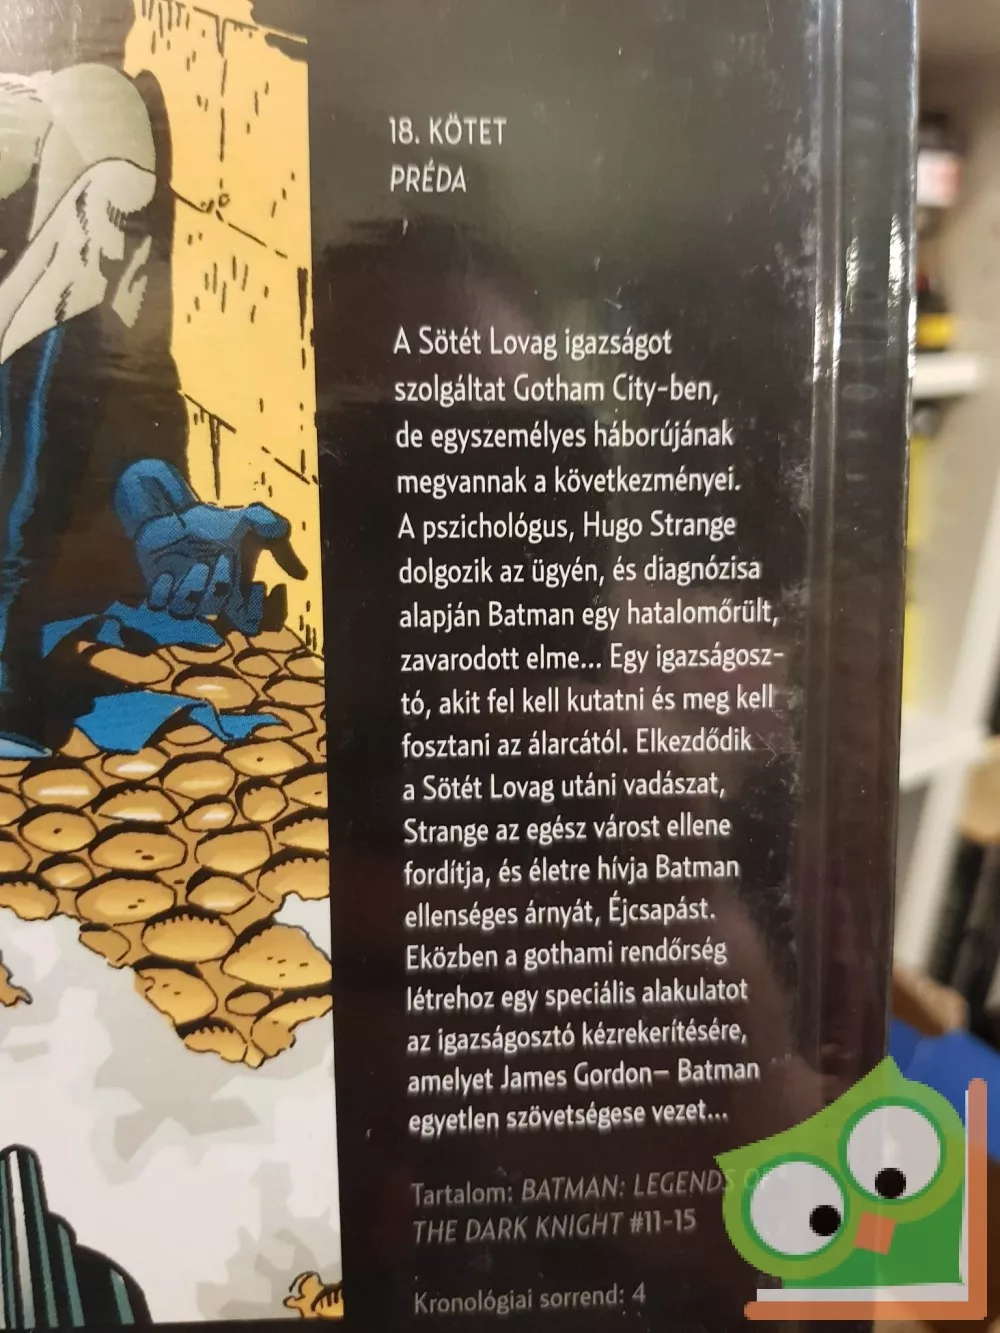 18. KÖTET
PRÉDA
A Sötét Lovag igazságot
szolgáltat Gotham City-ben,
de egyszemélyes háborújának
megvannak a következményei.
A pszichológus, Hugo Strange
dolgozik az ügyén, és diagnózisa
alapján Batman egy hatalomőrült,
zavarodott elme... Egy igazságosz-
tó, akit fel kell kutatni és meg kell
fosztani az álarcától. Elkezdődik
a Sötét Lovag utáni vadászat,
Strange az egész várost ellene
fordítja, és életre hívja Batman
ellenséges árnyát, Éjcsapást.
Eközben a gothami rendőrség
létrehoz egy speciális alakulatot
az igazságosztó kézrekerítésére,
amelyet James Gordon– Batman
egyetlen szövetségese vezet...
Tartalom: BATMAN: LEGENDS OF
THE DARK KNIGHT #11-15
Kronológiai sorrend: 4